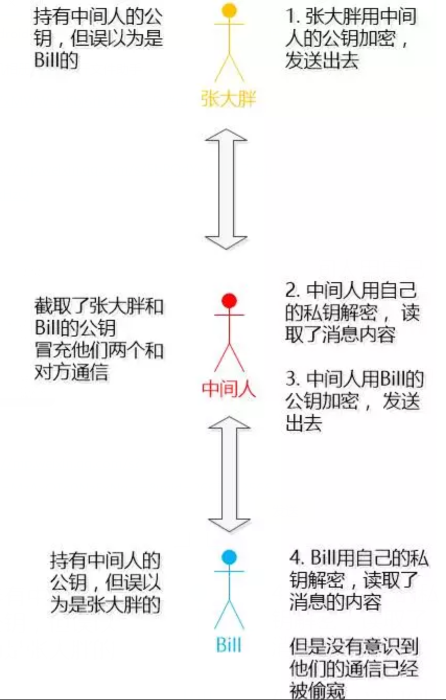 持有中间人的公
钥，但误以为是
Bill的
1. 张大胖用中间
人的公钥加密，
发送出去
张大胖
截取了张大胖和
Bill的公钥
冒充他们两个和
对方通信
2. 中间人用自己
的私钥解密， 读
取了消息内容
中间人
3. 中间人用Bill的
公钥加密， 发送
出去
持有中间人的
公钥，但误以
为是张大胖的
4. Bill用自己的私
钥解密，读取了
消息的内容
Bill
但是没有意识到
他们的通信已经
被偷窥